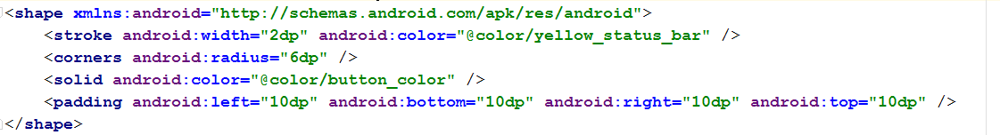 <shape xmlns:android="http://schemas.android.com/apk/res/android">
<stroke android:width="2dp" android:color="@color/yellow_status_bar" />
<corners android:radius="6dp" />
<solid android:color="@color/button_color" />
<padding android:left="10dp" android:bottom="10dp" android:right="10dp" android:top="10dp" />
</shape>